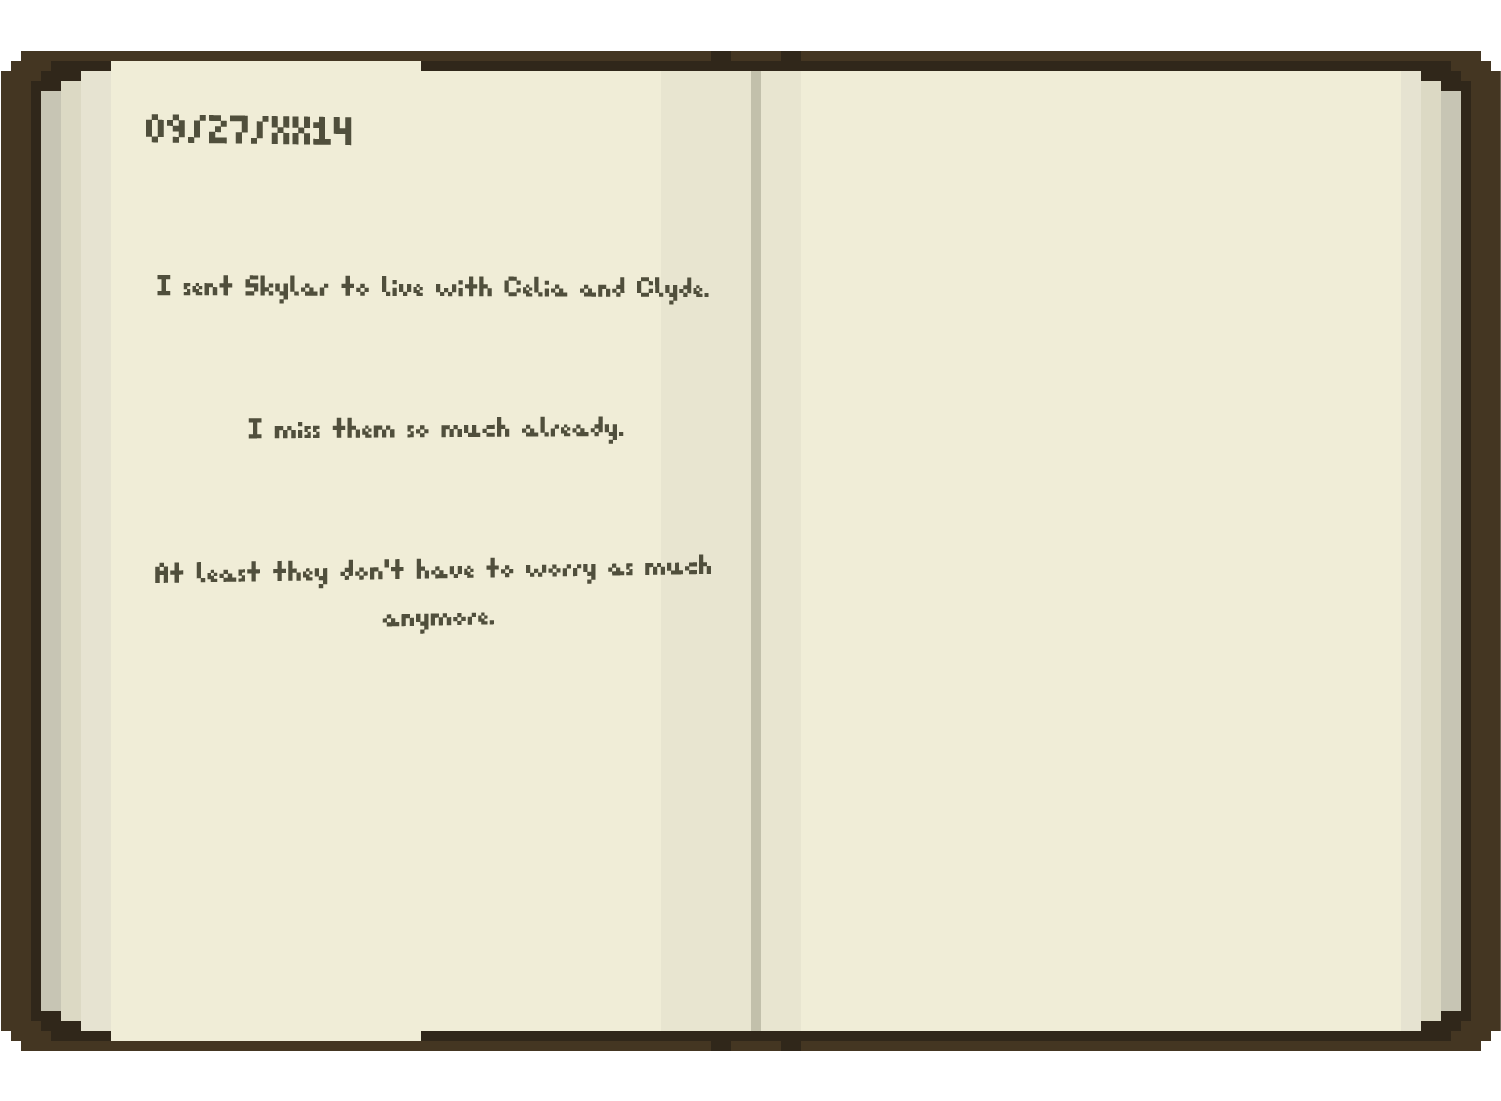 09/27/XX14
I sent Skylar to live with Celia and Clyde.
I miss them so much already.
At least they don't have to worry as much
anymore.